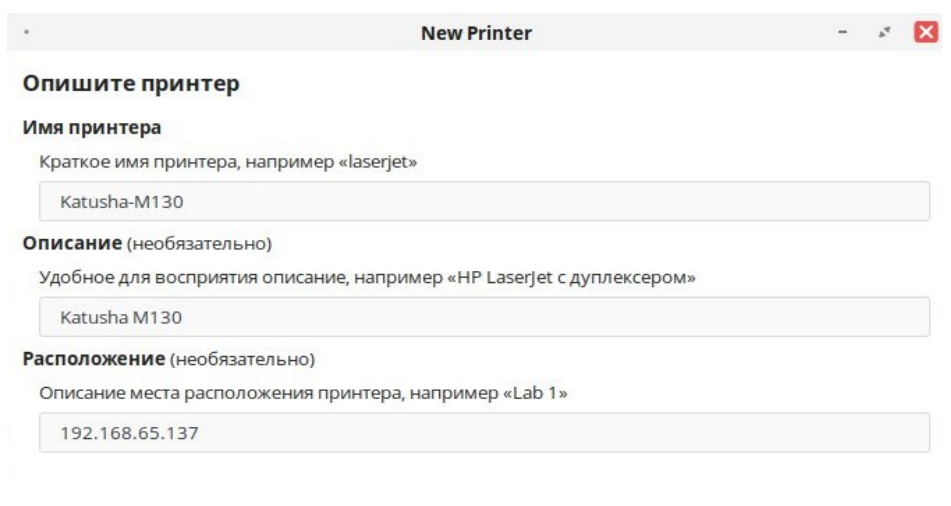 New Printer
Опишите принтер
Имя принтера
Краткое имя принтера, например «laserjet»
Katusha-M130
Описание (необязательно)
Удобное для восприятия описание, например «HP LaserJet с дуплексером»
Katusha M130
Расположение (необязательно)
Описание места расположения принтера, например «Lab 1»
192.168.65.137